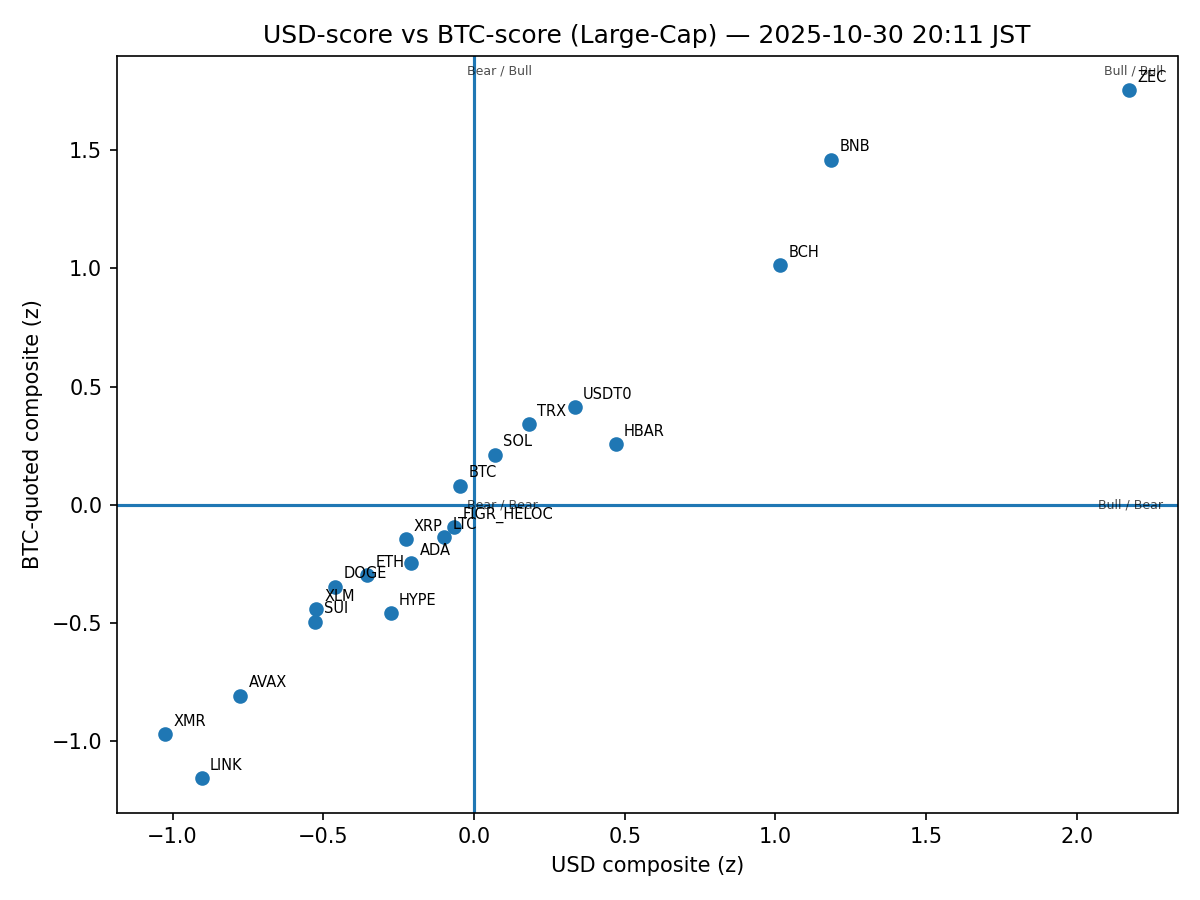 USD-score vs BTC-score (Large-Cap) — 2025-10-30 20:11 JST
Bear / Bull
Bull / Bull
ZEC
BNB
BCH
USDT0
TRX
HBAR
SOL
BTC
Bear / Bear
Bull / Bear
FIGR_HELOC
LTC
XRP
ADA
ETH
DOGE
XLM
SUI
HYPE
AVAX
XMR
LINK
1.5
1.0
0.5
0.0
−0.5
−1.0
BTC-quoted composite (z)
−1.0
−0.5
0.0
0.5
1.0
1.5
2.0
USD composite (z)